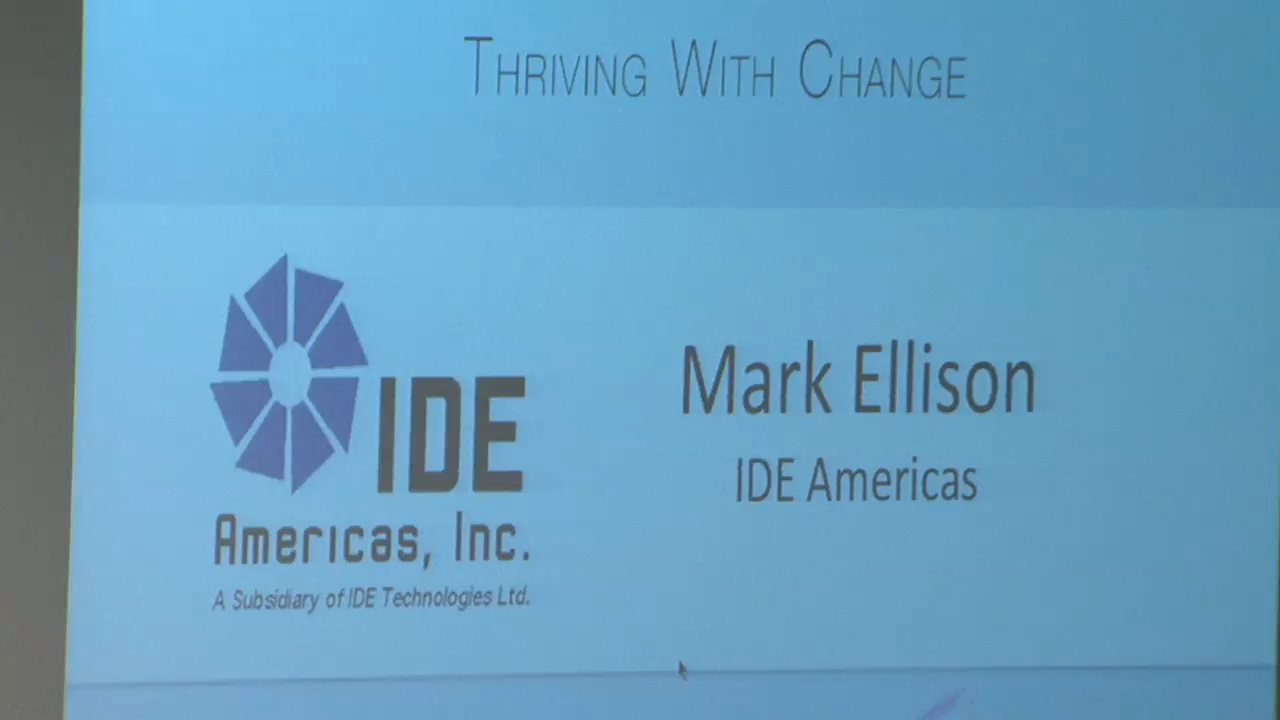 THRIVING WITH CHANGE
IDE
Americas, Inc.
A Subsidiary of IDE Technologies Ltd.
Mark Ellison
IDE Americas